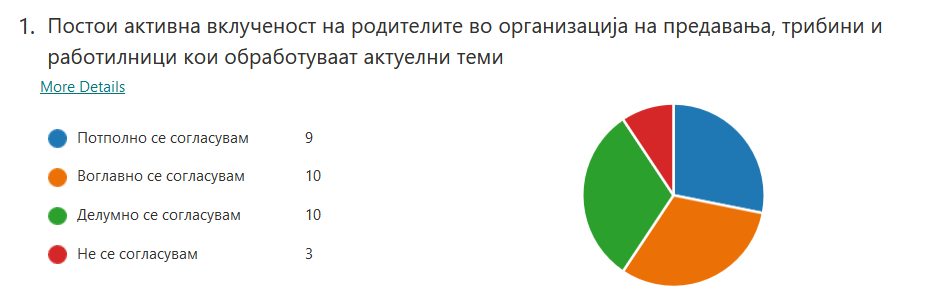 1. Постои активна вклученост на родителите во организација на предавања, трибини и
работилници кои обработуваат актуелни теми
More Details
Потполно се согласувам 9
Воглавно се согласувам 10
Делумно се согласувам 10
Не се согласувам 3